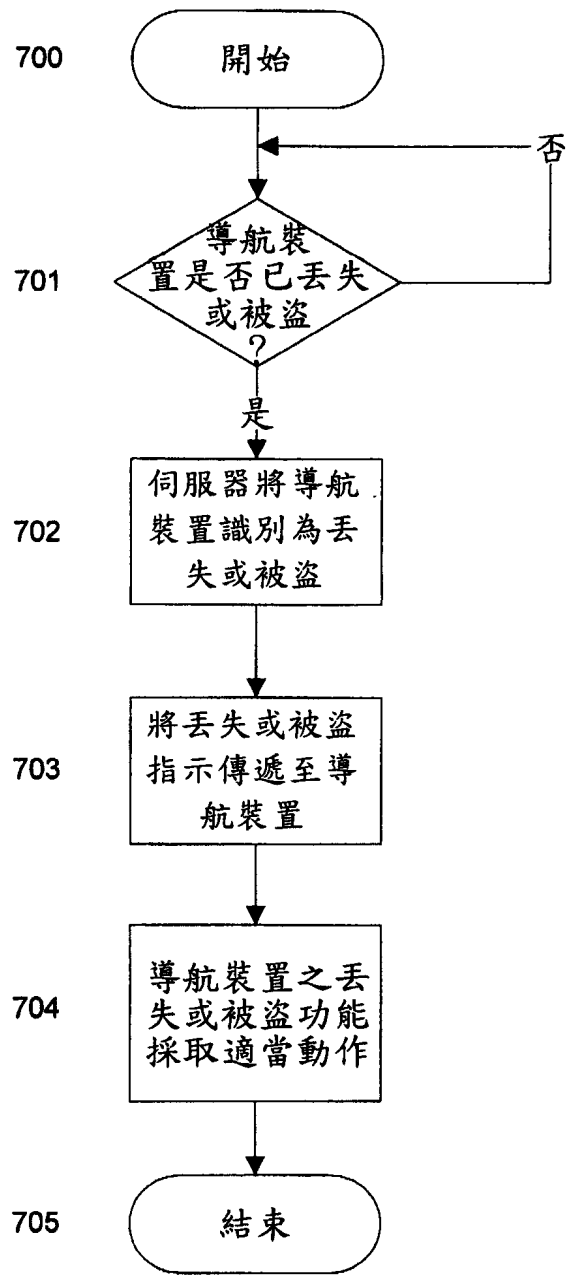 700
開始
否
701
導航裝
置是否已丟失
或被盜
?
是
702
伺服器將導航
裝置識別為丟
失或被盜
703
將丟失或被盜
指示傳遞至導
航裝置
704
導航裝置之丟
失或被盜功能
採取適當動作
705
結束